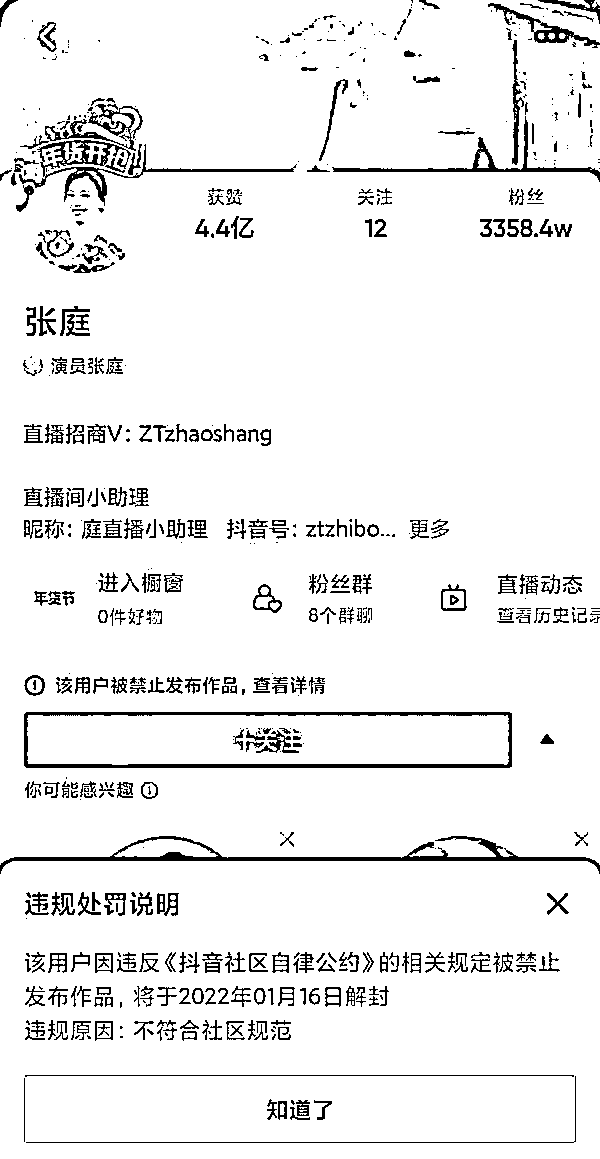 年货开抢
获赞 关注 粉丝
4.4亿 12 3358.4w
张庭
演员张庭
直播招商V: ZTzhaoshang
直播间小助理
昵称: 庭直播小助理 抖音号: ztzhibo... 更多
年货节 进入橱窗 粉丝群 直播动态
0件好物 8个群聊 查看历史记录
该用户被禁止发布作品, 查看详情
+关注
你可能感兴趣
违规处罚说明
该用户因违反《抖音社区自律公约》的相关规定被禁止
发布作品, 将于2022年01月16日解封
违规原因: 不符合社区规范
知道了